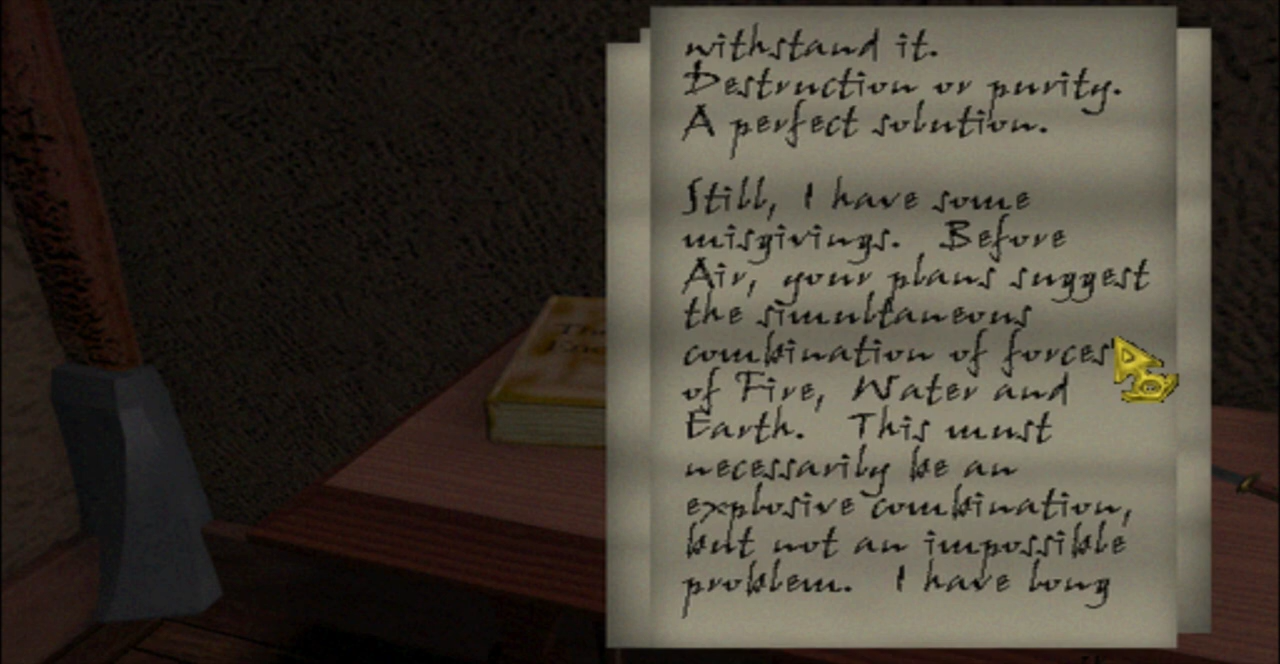 withstand it.
Destruction or purity.
A perfect solution.
Still, I have some
misgivings. Before
Air, your plans suggest
the simultaneous
combination of forces
of Fire, Water and
Earth. This must
necessarily be an
explosive combination,
but not an impossible
problem. I have long